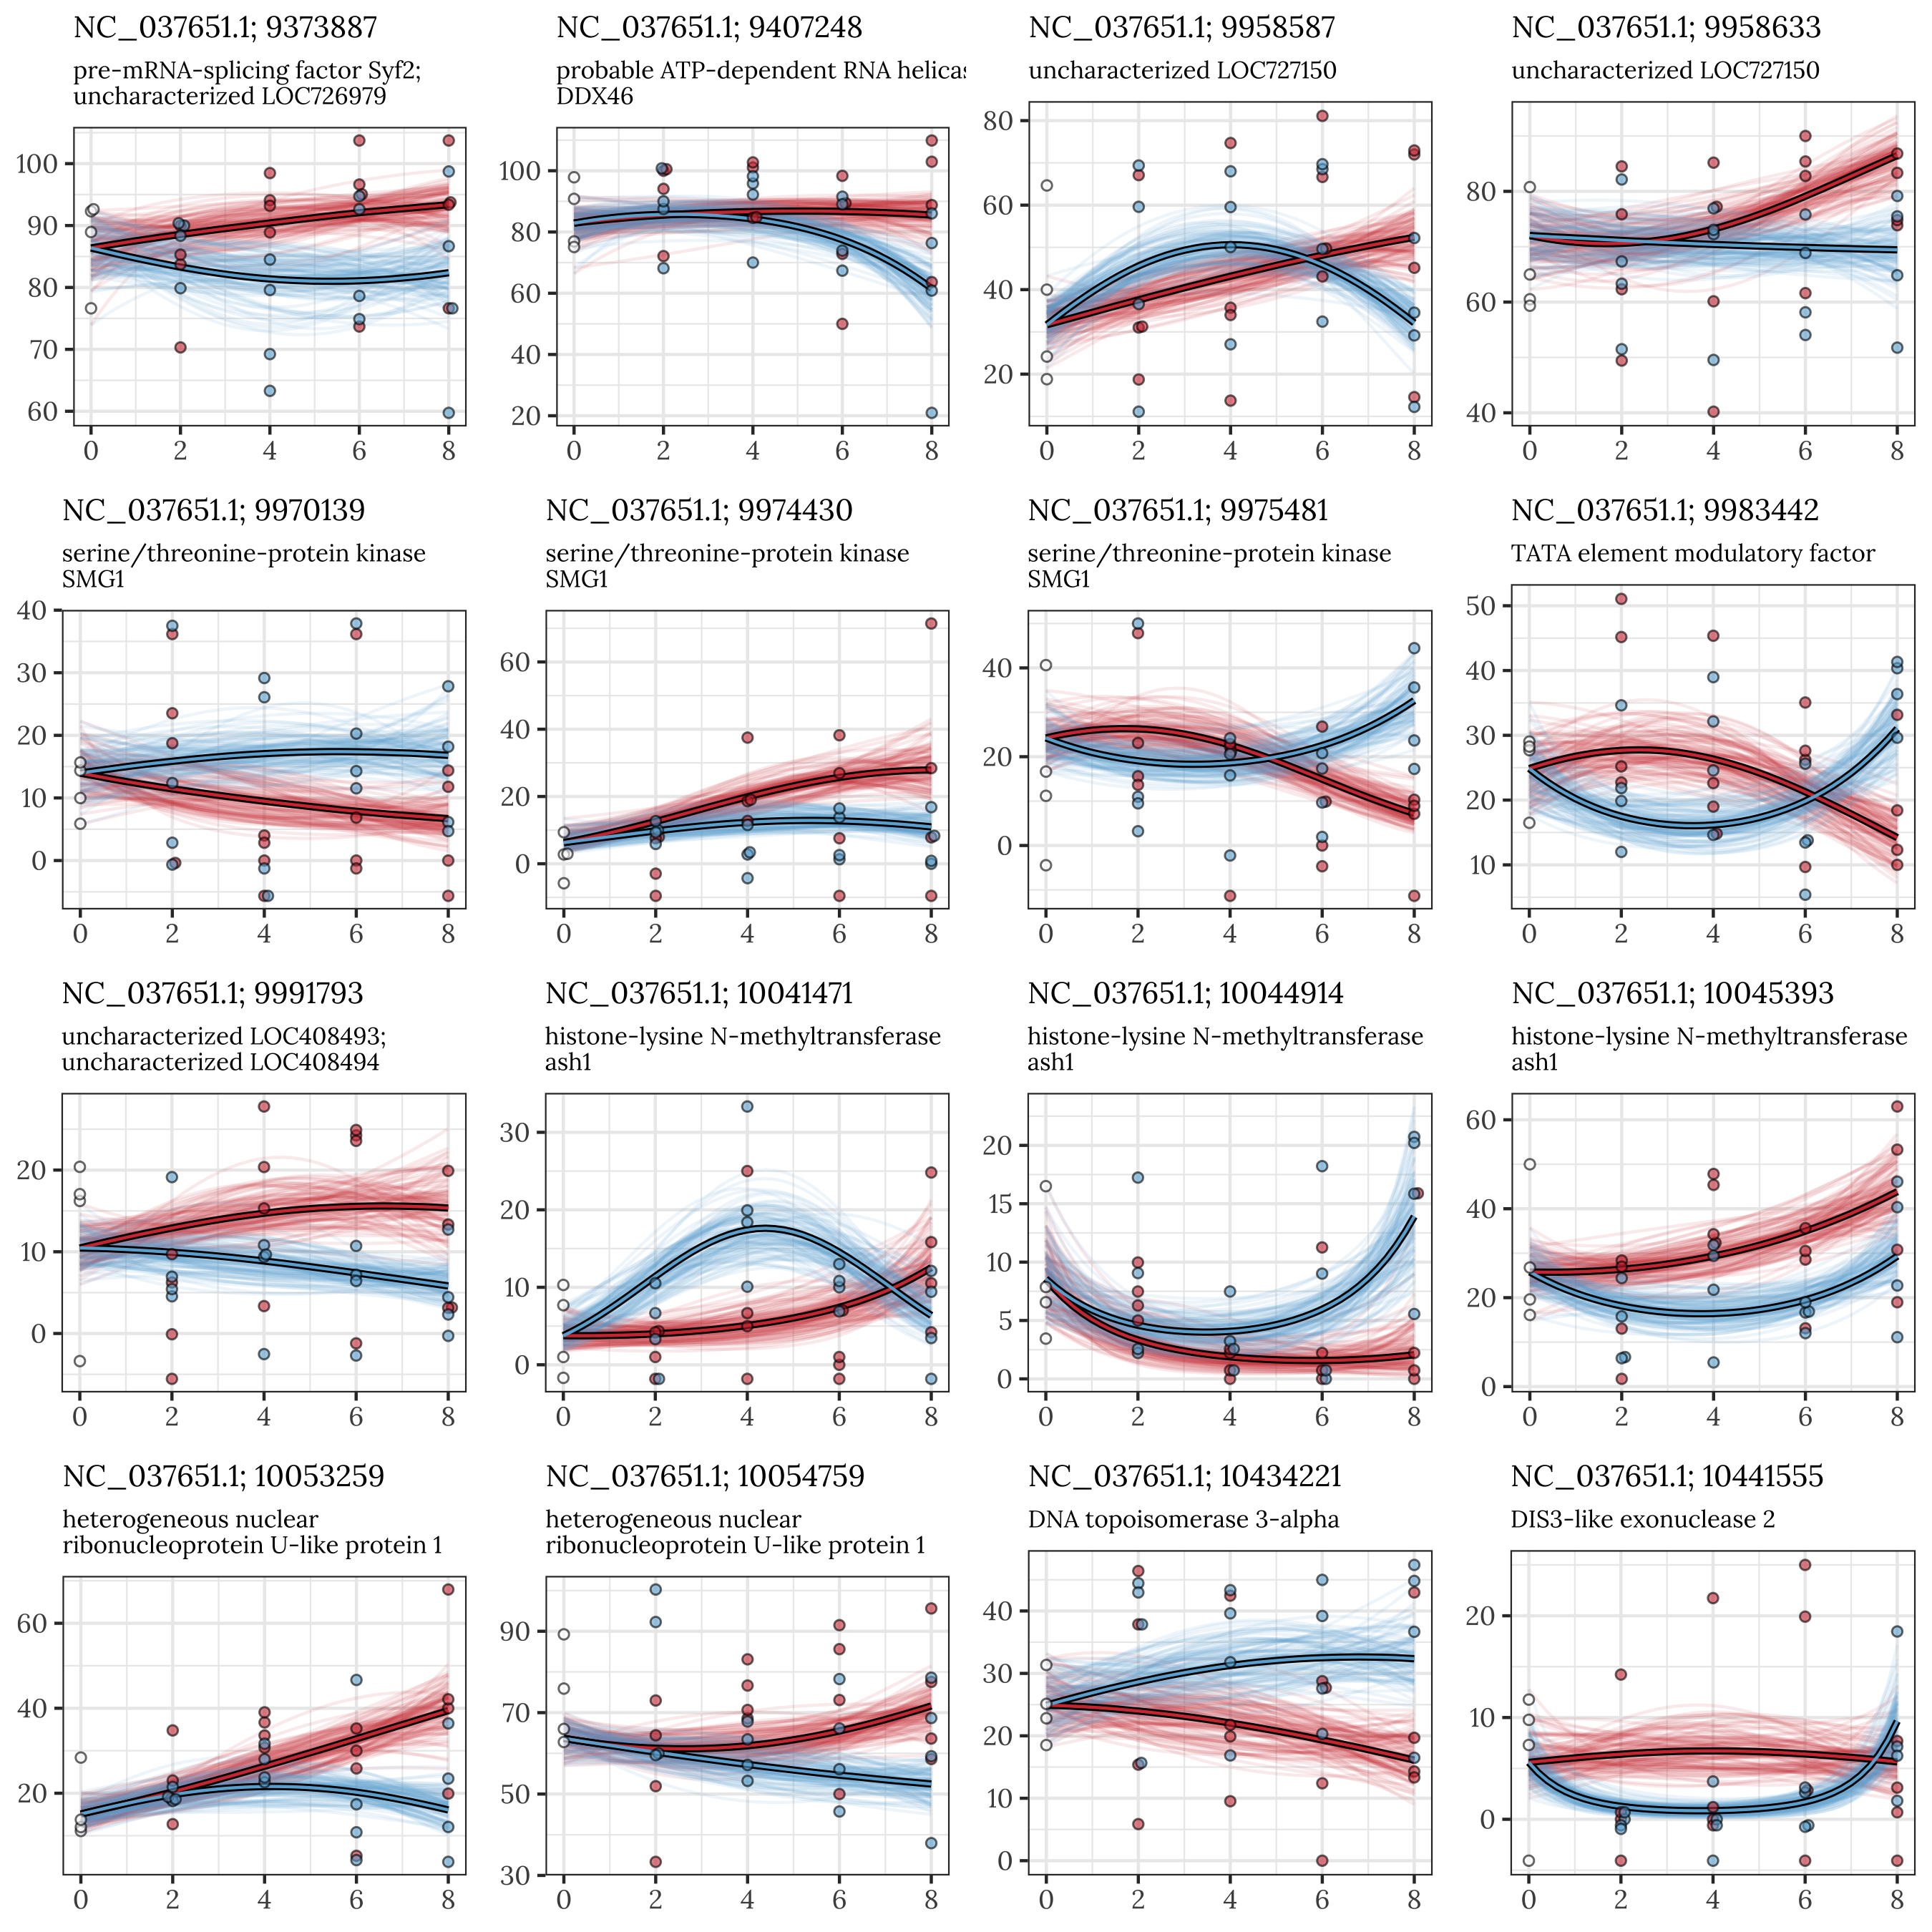 NC_037651.1; 9373887
pre-mRNA-splicing factor Syf2;
uncharacterized LOC726979
100
90
80
70
60
0 2 4 6 8
NC_037651.1; 9407248
probable ATP-dependent RNA helicas
DDX46
100
80
60
40
20
0 2 4 6 8
NC_037651.1; 9958587
uncharacterized LOC727150
80
60
40
20
0 2 4 6 8
NC_037651.1; 9958633
uncharacterized LOC727150
80
60
40
0 2 4 6 8
NC_037651.1; 9970139
serine/threonine-protein kinase
SMG1
40
30
20
10
0
0 2 4 6 8
NC_037651.1; 9974430
serine/threonine-protein kinase
SMG1
60
40
20
0
0 2 4 6 8
NC_037651.1; 9975481
serine/threonine-protein kinase
SMG1
40
20
0
0 2 4 6 8
NC_037651.1; 9983442
TATA element modulatory factor
50
40
30
20
10
0 2 4 6 8
NC_037651.1; 9991793
uncharacterized LOC408493;
uncharacterized LOC408494
20
10
0
0 2 4 6 8
NC_037651.1; 10041471
histone-lysine N-methyltransferase
ash1
30
20
10
0
0 2 4 6 8
NC_037651.1; 10044914
histone-lysine N-methyltransferase
ash1
20
15
10
5
0
0 2 4 6 8
NC_037651.1; 10045393
histone-lysine N-methyltransferase
ash1
60
40
20
0
0 2 4 6 8
NC_037651.1; 10053259
heterogeneous nuclear
ribonucleoprotein U-like protein 1
60
40
20
0 2 4 6 8
NC_037651.1; 10054759
heterogeneous nuclear
ribonucleoprotein U-like protein 1
90
70
50
30
0 2 4 6 8
NC_037651.1; 10434221
DNA topoisomerase 3-alpha
40
30
20
10
0
0 2 4 6 8
NC_037651.1; 10441555
DIS3-like exonuclease 2
20
10
0
0 2 4 6 8